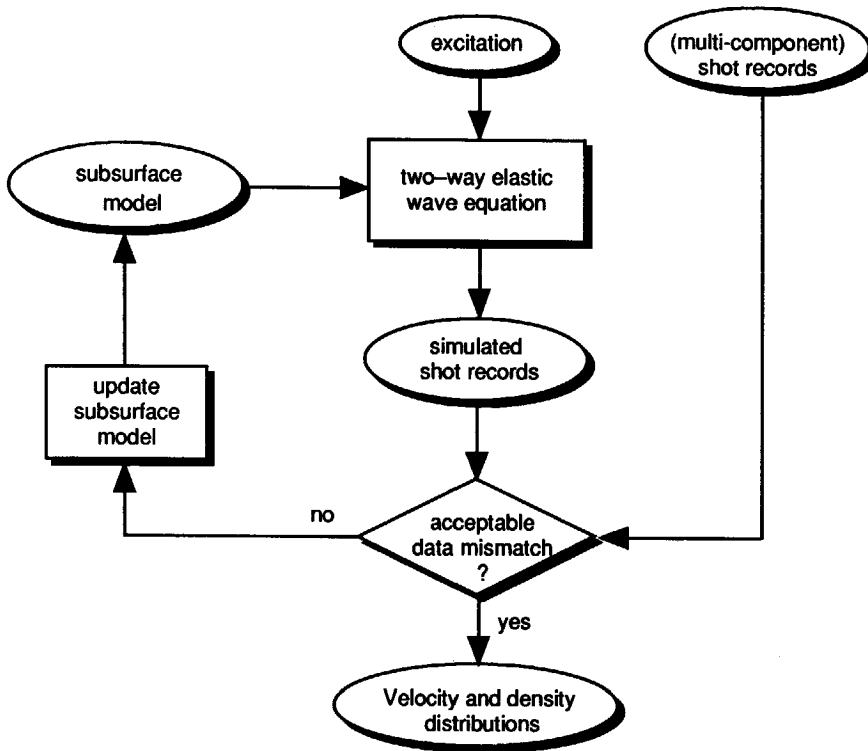 excitation
(multi-component)
shot records
subsurface
model
two–way elastic
wave equation
simulated
shot records
update
subsurface
model
no
acceptable
data mismatch
?
yes
Velocity and density
distributions